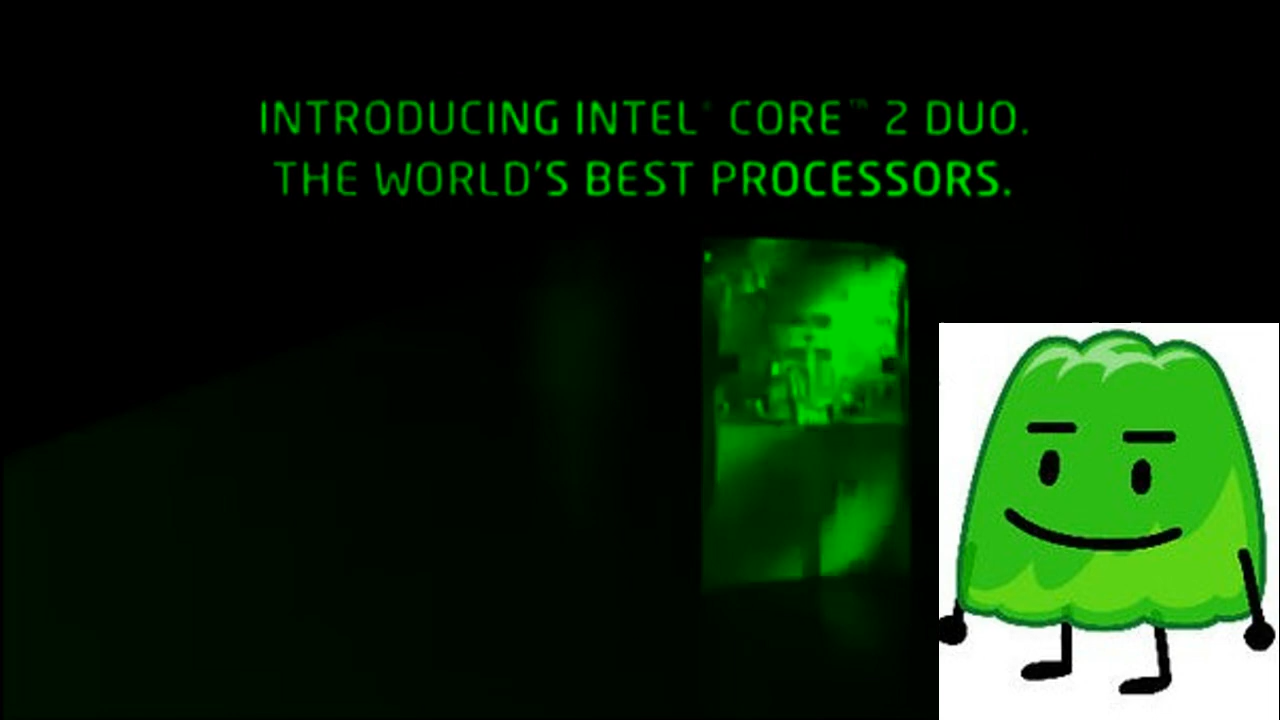 INTRODUCING INTEL® CORE™ 2 DUO.
THE WORLD'S BEST PROCESSORS.